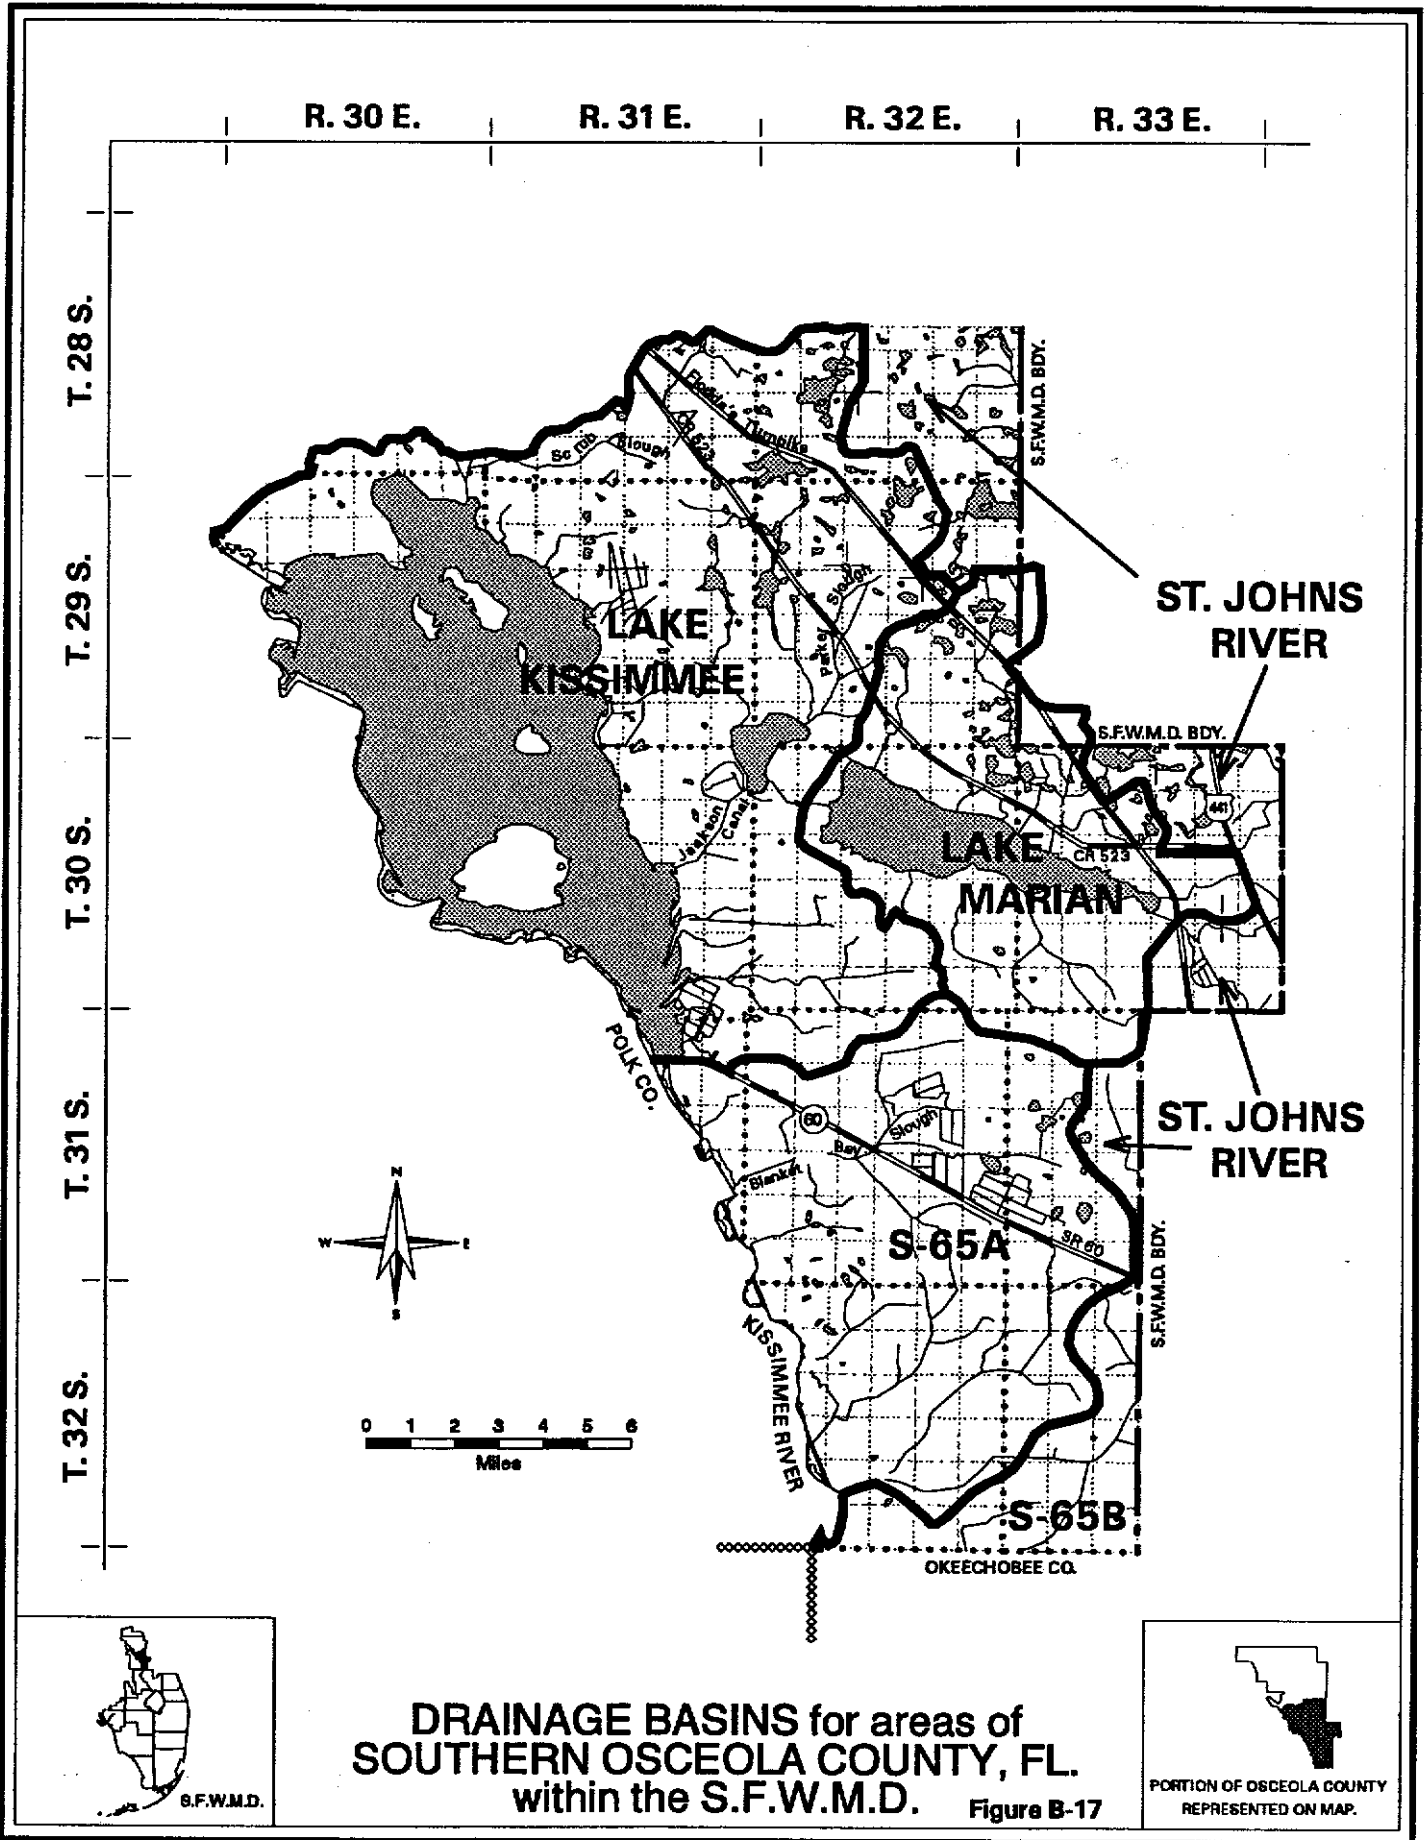 R. 30 E.
R. 31 E.
R. 32 E.
R. 33 E.
T. 28 S.
T. 29 S.
T. 30 S.
T. 31 S.
T. 32 S.
S.F.W.M.D. BDY.
Florida's Turnpike
CR 523
Scrub Slough
ST. JOHNS
RIVER
LAKE
KISSIMMEE
Parker Slough
S.F.W.M.D. BDY.
441
Jackson
Canal
LAKE
MARIAN
CR 523
POLK CO.
60
Blanket Bay Slough
ST. JOHNS
RIVER
S-65A
SR 60
S.F.W.M.D. BDY.
N
W
E
S
KISSIMMEE RIVER
0 1 2 3 4 5 6
Miles
S-65B
OKEECHOBEE CO.
S.F.W.M.D.
DRAINAGE BASINS for areas of
SOUTHERN OSCEOLA COUNTY, FL.
within the S.F.W.M.D.
Figure B-17
PORTION OF OSCEOLA COUNTY
REPRESENTED ON MAP.